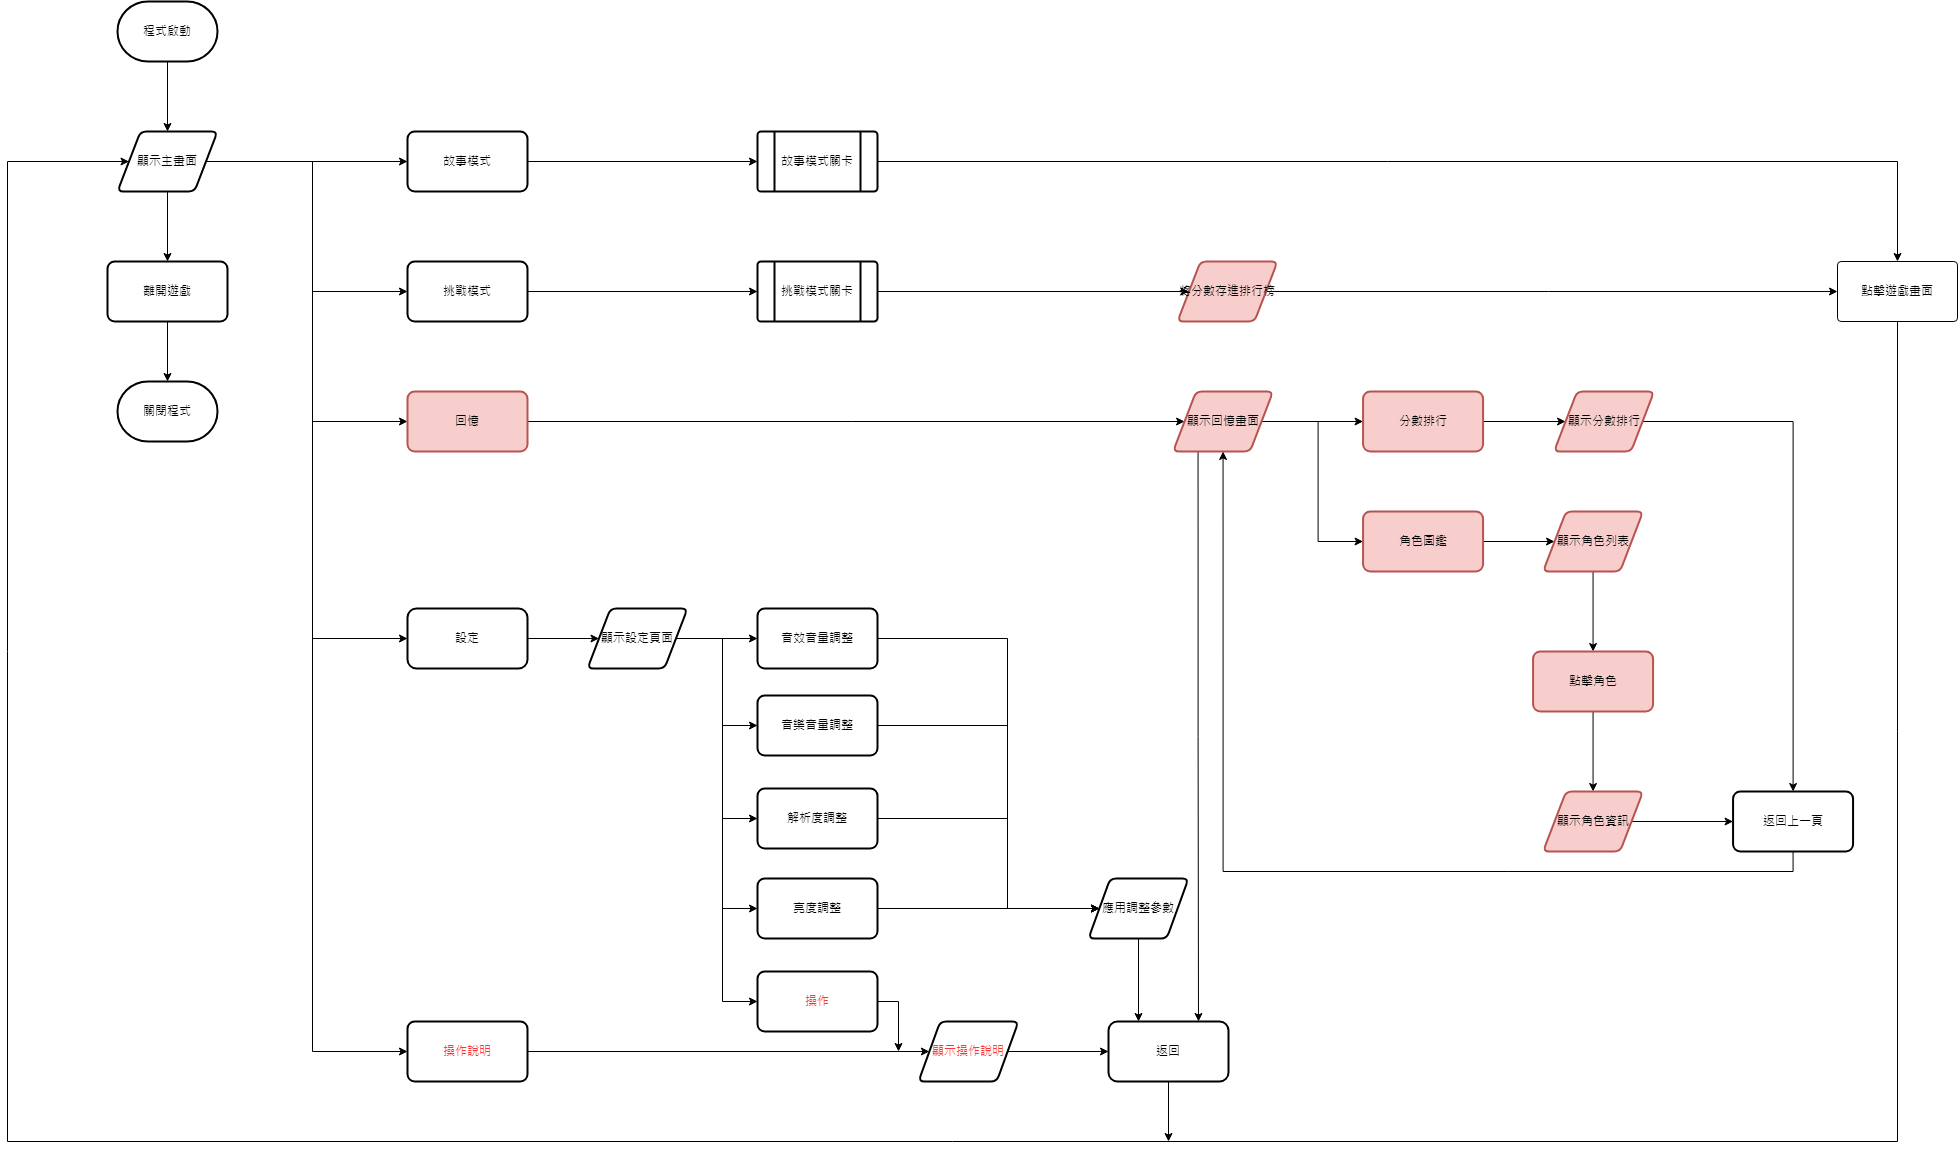 程式啟動
顯示主畫面
故事模式
故事模式關卡
離開遊戲
挑戰模式
挑戰模式關卡
將分數存進排行榜
點擊遊戲畫面
關閉程式
回憶
顯示回憶畫面
分數排行
顯示分數排行
角色圖鑑
顯示角色列表
設定
顯示設定頁面
音效音量調整
點擊角色
音樂音量調整
解析度調整
顯示角色資訊
返回上一頁
亮度調整
應用調整參數
操作
操作說明
顯示操作說明
返回